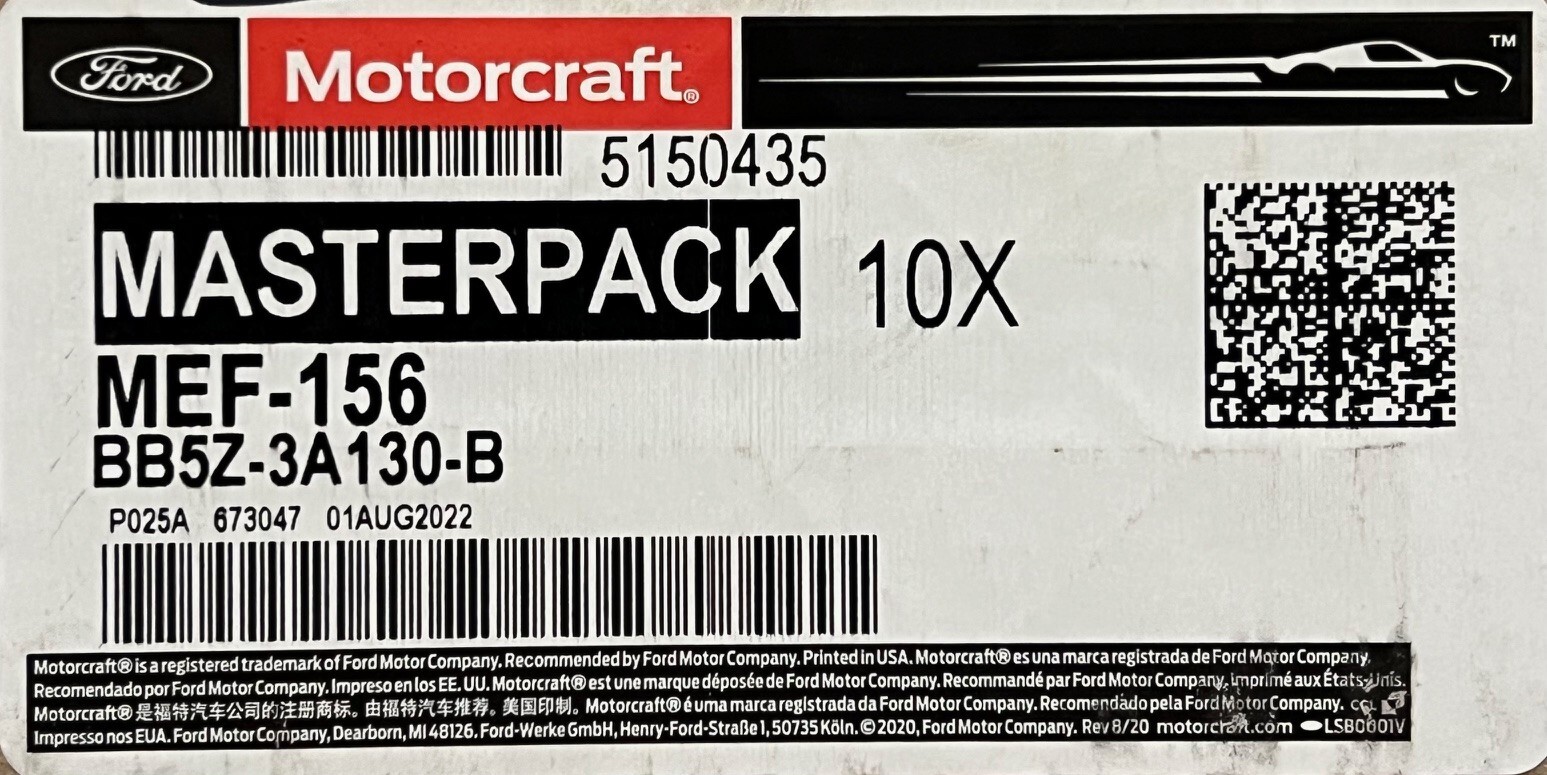 Ford Motorcraft® TM
5150435
MASTERPACK 10X
MEF-156
BB5Z-3A130-B
P025A 673047 01AUG2022
Motorcraft® is a registered trademark of Ford Motor Company. Recommended by Ford Motor Company. Printed in USA. Motorcraft® es una marca registrada de Ford Motor Company.
Recomendado por Ford Motor Company. Impreso en los EE. UU. Motorcraft® est une marque déposée de Ford Motor Company. Recommandé par Ford Motor Company. Imprimé aux États-Unis.
Motorcraft® 是福特汽车公司的注册商标。由福特汽车推荐。美国印制。Motorcraft® é uma marca registrada da Ford Motor Company. Recomendado pela Ford Motor Company.
Impresso nos EUA. Ford Motor Company, Dearborn, MI 48126. Ford-Werke GmbH, Henry-Ford-Straße 1, 50735 Köln. © 2020, Ford Motor Company. Rev 8/20 motorcraft.com LSB0601V